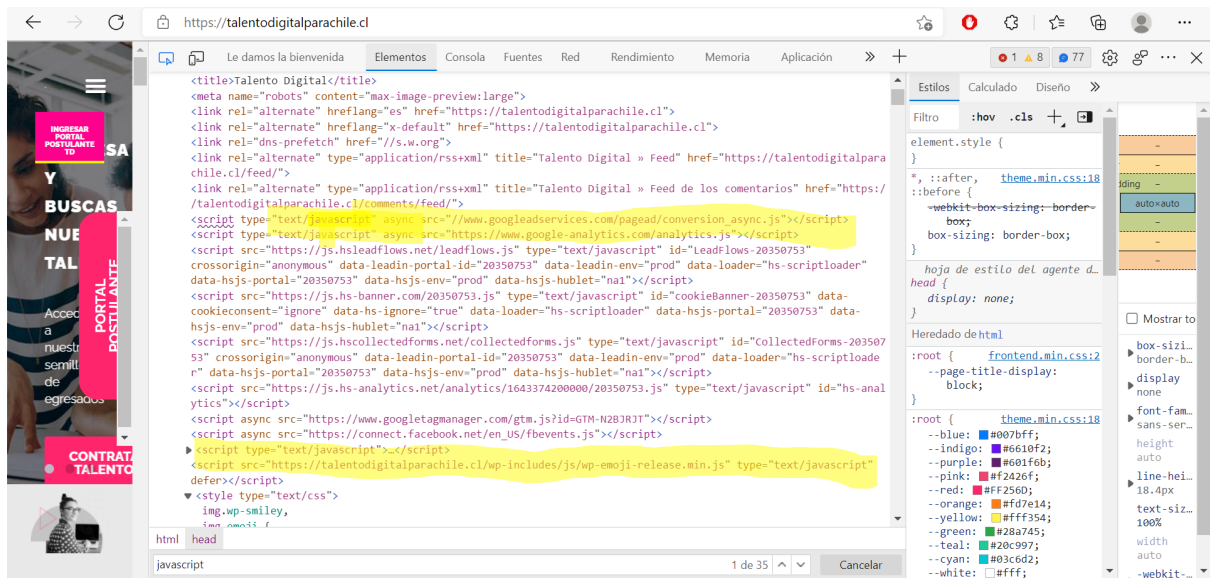 https://talentodigitalparachile.cl
Le damos la bienvenida Elementos Consola Fuentes Red Rendimiento Memoria Aplicación
1 8 77
INGRESAR
PORTAL
POSTULANTE
TD
SA
Y
BUSCAS
NUE
TAL
Acced
a
nuestr
semill
de
egresados
PORTAL
POSTULANTE
CONTRATA
TALENTO
<title>Talento Digital</title>
<meta name="robots" content="max-image-preview:large">
<link rel="alternate" hreflang="es" href="https://talentodigitalparachile.cl">
<link rel="alternate" hreflang="x-default" href="https://talentodigitalparachile.cl">
<link rel="dns-prefetch" href="//s.w.org">
<link rel="alternate" type="application/rss+xml" title="Talento Digital » Feed" href="https://talentodigitalpara
chile.cl/feed/">
<link rel="alternate" type="application/rss+xml" title="Talento Digital » Feed de los comentarios" href="https:/
/talentodigitalparachile.cl/comments/feed/">
<script type="text/javascript" async src="//www.googleadservices.com/pagead/conversion_async.js"></script>
<script type="text/javascript" async src="https://www.google-analytics.com/analytics.js"></script>
<script src="https://js.hsleadflows.net/leadflows.js" type="text/javascript" id="LeadFlows-20350753"
crossorigin="anonymous" data-leadin-portal-id="20350753" data-leadin-env="prod" data-loader="hs-scriptloader"
data-hsjs-portal="20350753" data-hsjs-env="prod" data-hsjs-hublet="na1"></script>
<script src="https://js.hs-banner.com/20350753.js" type="text/javascript" id="cookieBanner-20350753" data-
cookieconsent="ignore" data-hs-ignore="true" data-loader="hs-scriptloader" data-hsjs-portal="20350753" data-
hsjs-env="prod" data-hsjs-hublet="na1"></script>
<script src="https://js.hscollectedforms.net/collectedforms.js" type="text/javascript" id="CollectedForms-203507
53" crossorigin="anonymous" data-leadin-portal-id="20350753" data-leadin-env="prod" data-loader="hs-scriptloade
r" data-hsjs-portal="20350753" data-hsjs-env="prod" data-hsjs-hublet="na1"></script>
<script src="https://js.hs-analytics.net/analytics/1643374200000/20350753.js" type="text/javascript" id="hs-anal
ytics"></script>
<script async src="https://www.googletagmanager.com/gtm.js?id=GTM-N2BJRJT"></script>
<script async src="https://connect.facebook.net/en_US/fbevents.js"></script>
<script type="text/javascript">…</script>
<script src="https://talentodigitalparachile.cl/wp-includes/js/wp-emoji-release.min.js" type="text/javascript"
defer></script>
<style type="text/css">
img.wp-smiley,
img.emoji {
html head
javascript 1 de 35 Cancelar
Estilos Calculado Diseño
Filtro :hov .cls
element.style {
}
*, ::after, theme.min.css:18
::before {
-webkit-box-sizing: border-
box;
box-sizing: border-box;
}
hoja de estilo del agente d…
head {
display: none;
}
Heredado de html
:root { frontend.min.css:2
--page-title-display:
block;
}
:root { theme.min.css:18
--blue: #007bff;
--indigo: #6610f2;
--purple: #601f6b;
--pink: #f2426f;
--red: #FF256D;
--orange: #fd7e14;
--yellow: #fff354;
--green: #28a745;
--teal: #20c997;
--cyan: #03c6d2;
--white: #fff;
dding -
auto×auto
Mostrar to
box-sizi…
border-b…
display
none
font-fam…
sans-ser…
height
auto
line-hei…
18.4px
text-siz…
100%
width
auto
-webkit-…